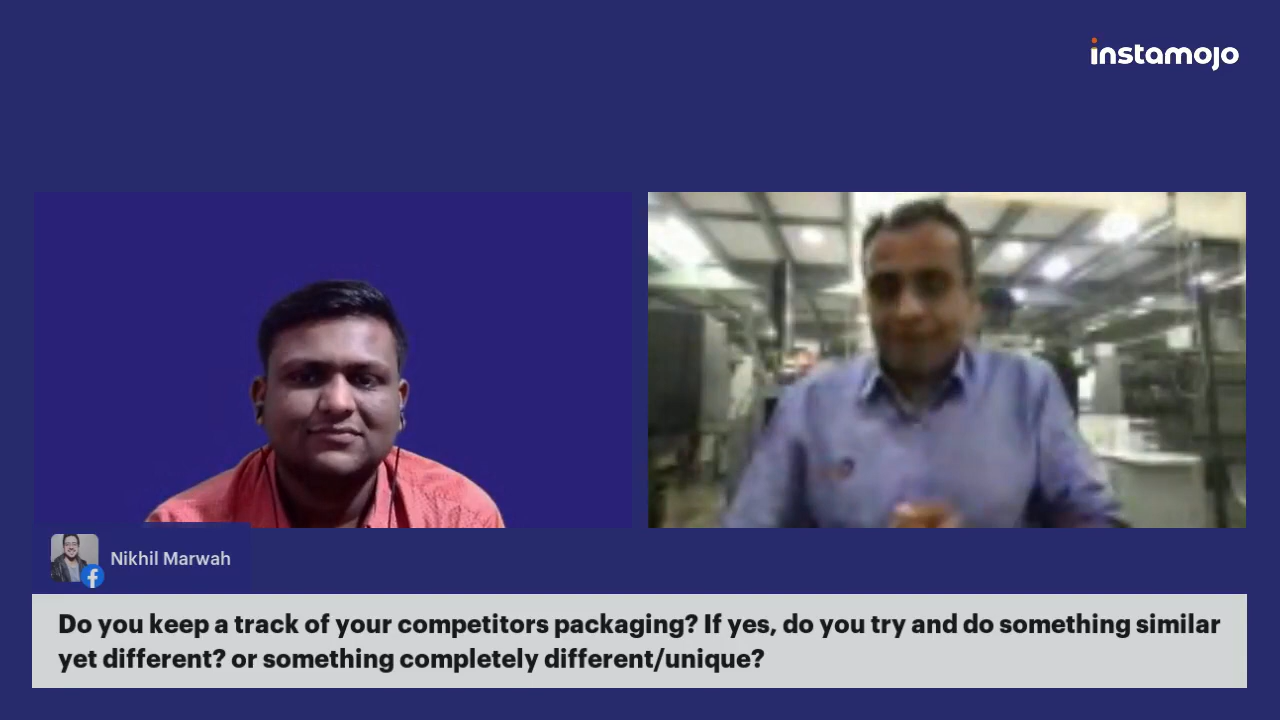 instamojo
Nikhil Marwah
Do you keep a track of your competitors packaging? If yes, do you try and do something similar
yet different? or something completely different/unique?